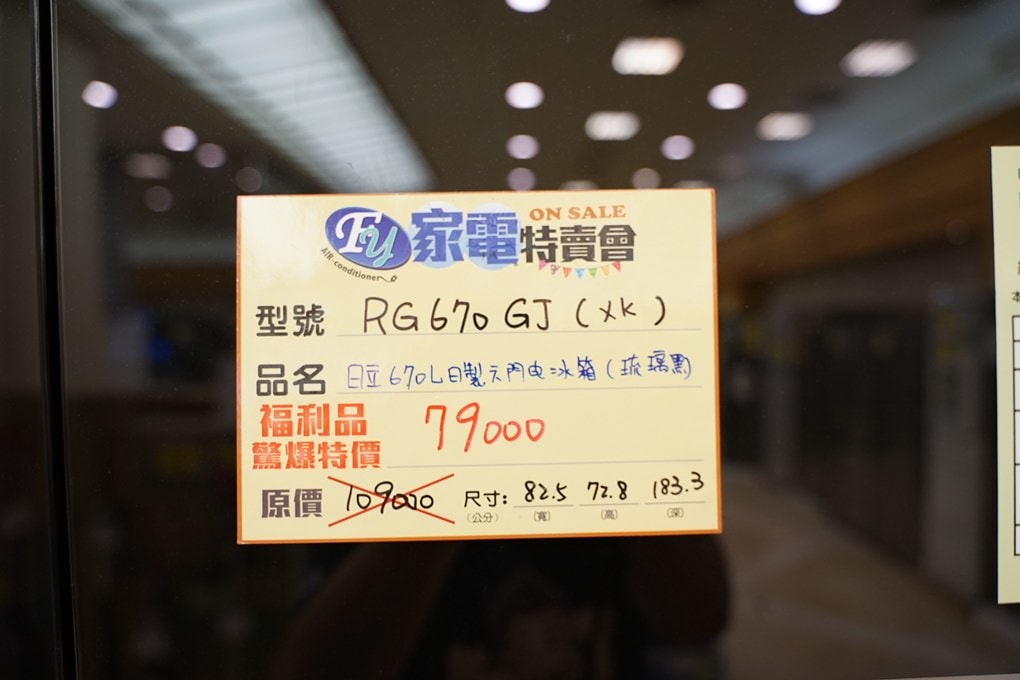 Fy
AIR-conditioner
家電特賣會
ON SALE
型號 RG670GJ (XK)
品名 日立670L日製六門电冰箱(琉璃黑)
福利品
驚爆特價 79000
原價 109000 尺寸: 82.5 72.8 183.3
(公分) (寬) (高) (深)
本